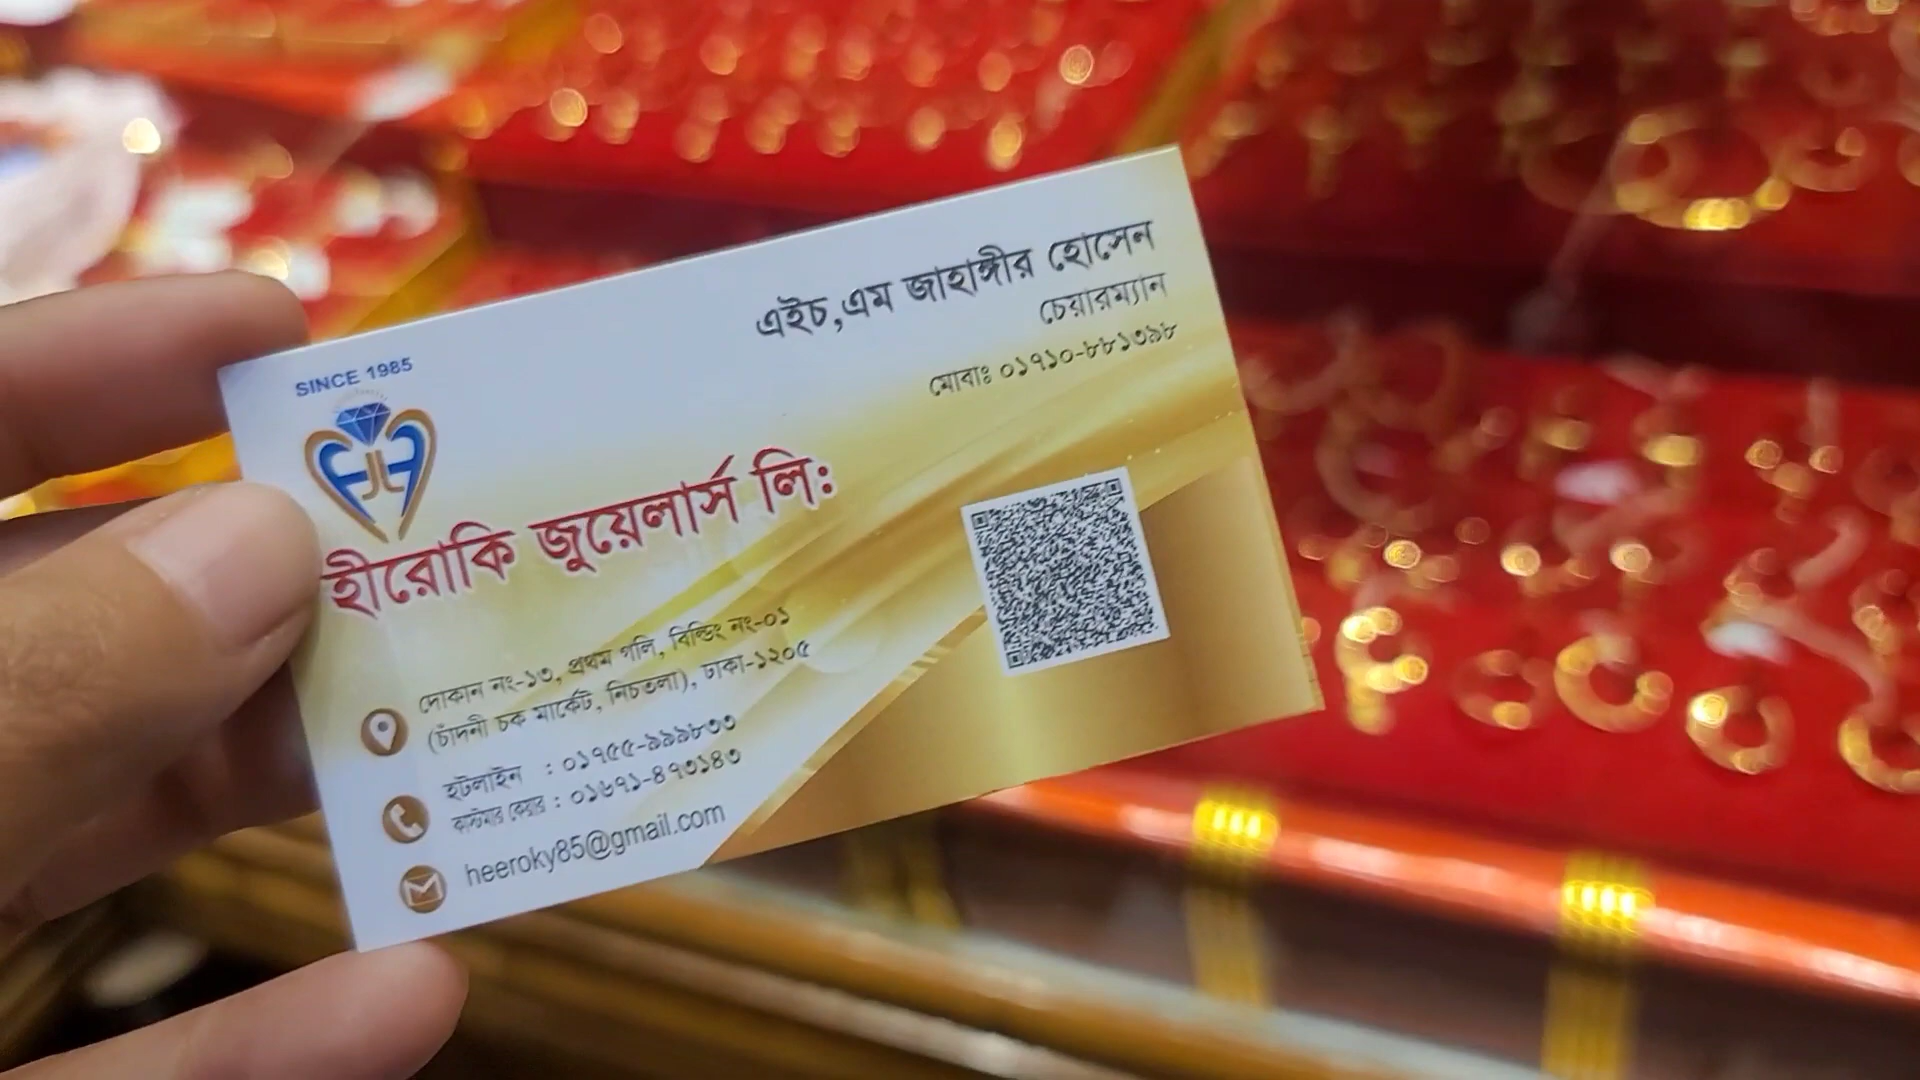 এইচ,এম জাহাঙ্গীর হোসেন
চেয়ারম্যান
মোবাঃ ০১৭১০-৮৮১৩৯৮
SINCE 1985
হীরোকি জুয়েলার্স লি:
দোকান নং-১৩, প্রথম গলি, বিল্ডিং নং-০১
(চাঁদনী চক মার্কেট, নিচতলা), ঢাকা-১২০৫
হটলাইন : ০১৭৫৫-৯৯৯৮৩৩
কাস্টমার কেয়ার : ০১৬৭১-৪৭৩১৪৩
heeroky85@gmail.com